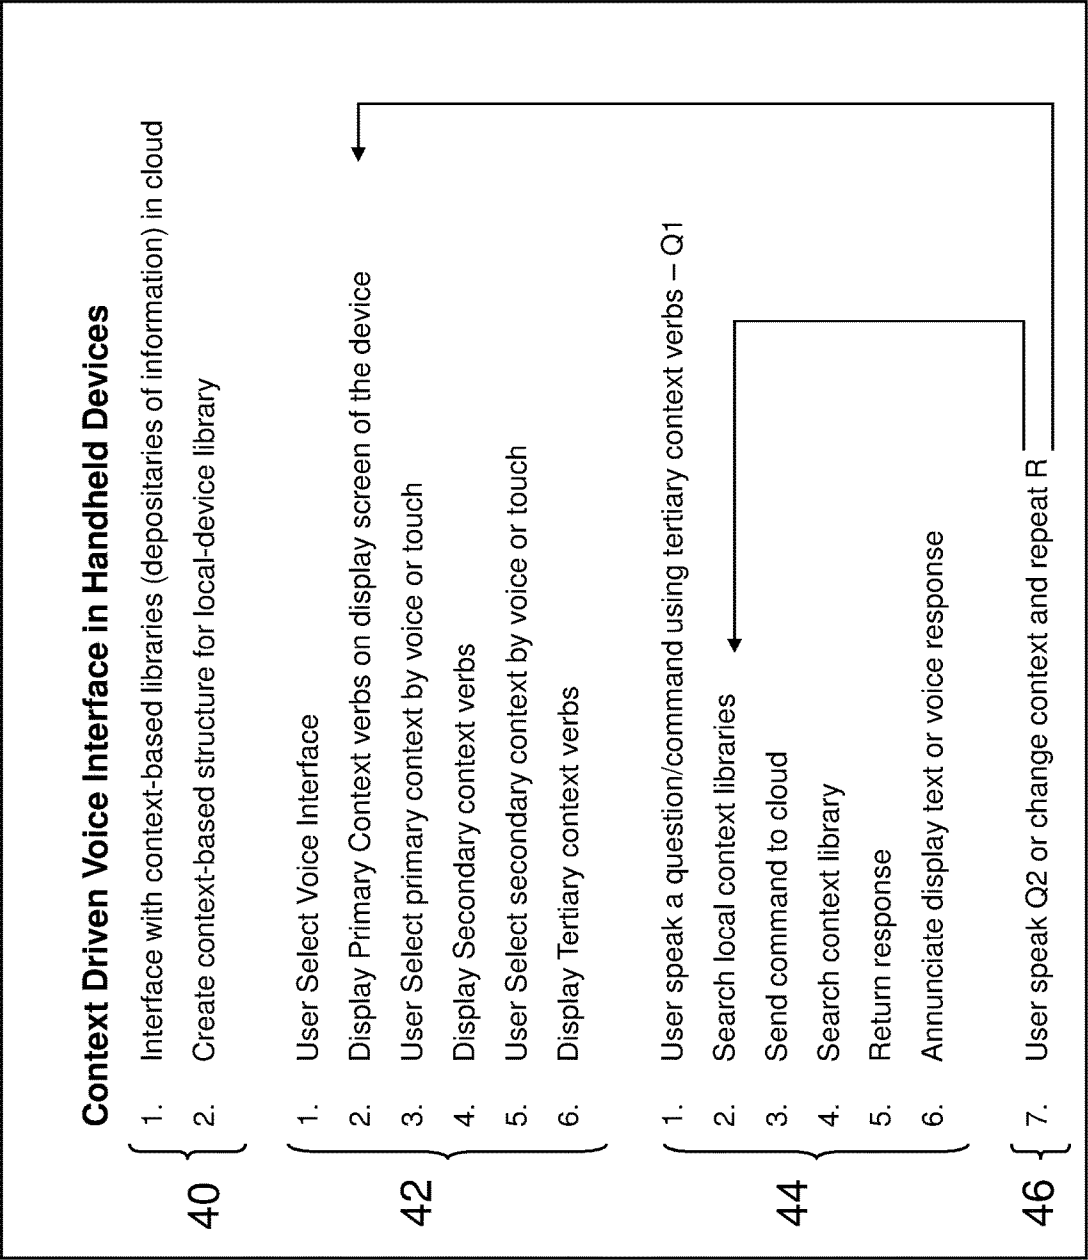 Context Driven Voice Interface in Handheld Devices
1. Interface with context-based libraries (depositaries of information) in cloud
2. Create context-based structure for local-device library
40
1. User Select Voice Interface
2. Display Primary Context verbs on display screen of the device
3. User Select primary context by voice or touch
4. Display Secondary context verbs
5. User Select secondary context by voice or touch
6. Display Tertiary context verbs
42
1. User speak a question/command using tertiary context verbs – Q1
2. Search local context libraries
3. Send command to cloud
4. Search context library
5. Return response
6. Annunciate display text or voice response
44
7. User speak Q2 or change context and repeat R
46